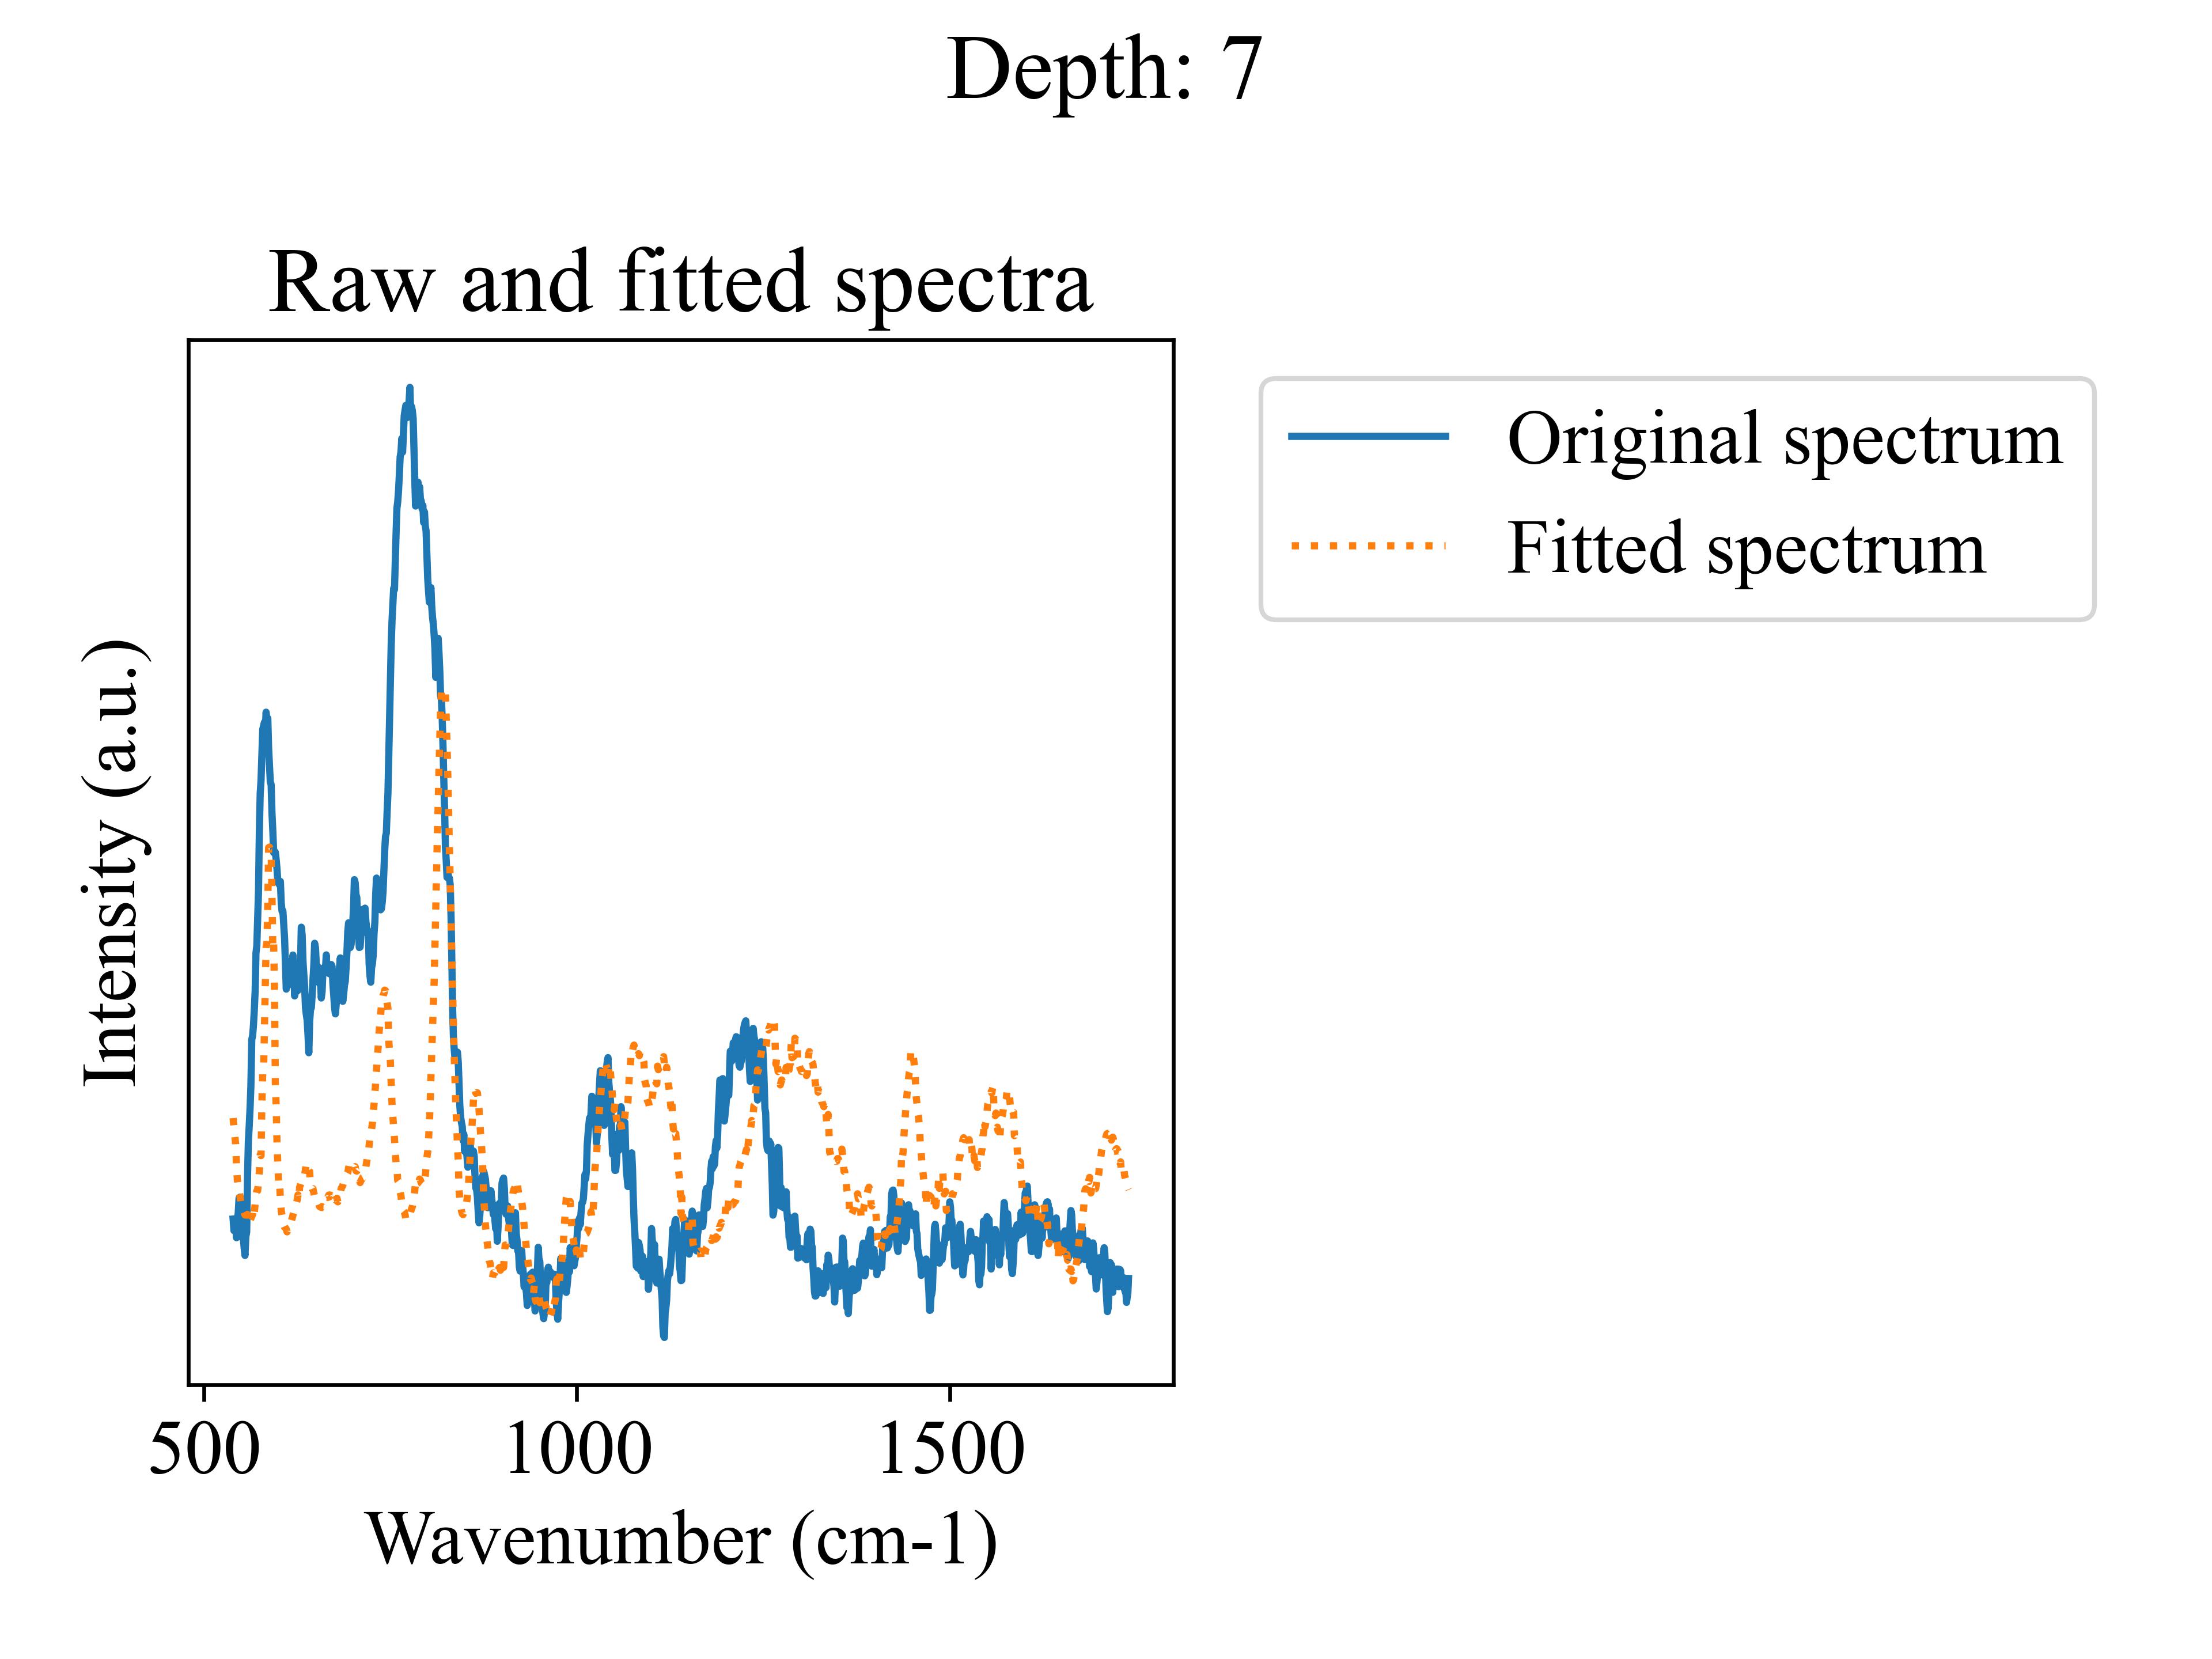 Depth: 7
Raw and fitted spectra
Original spectrum
Fitted spectrum
Intensity (a.u.)
500 1000 1500
Wavenumber (cm-1)